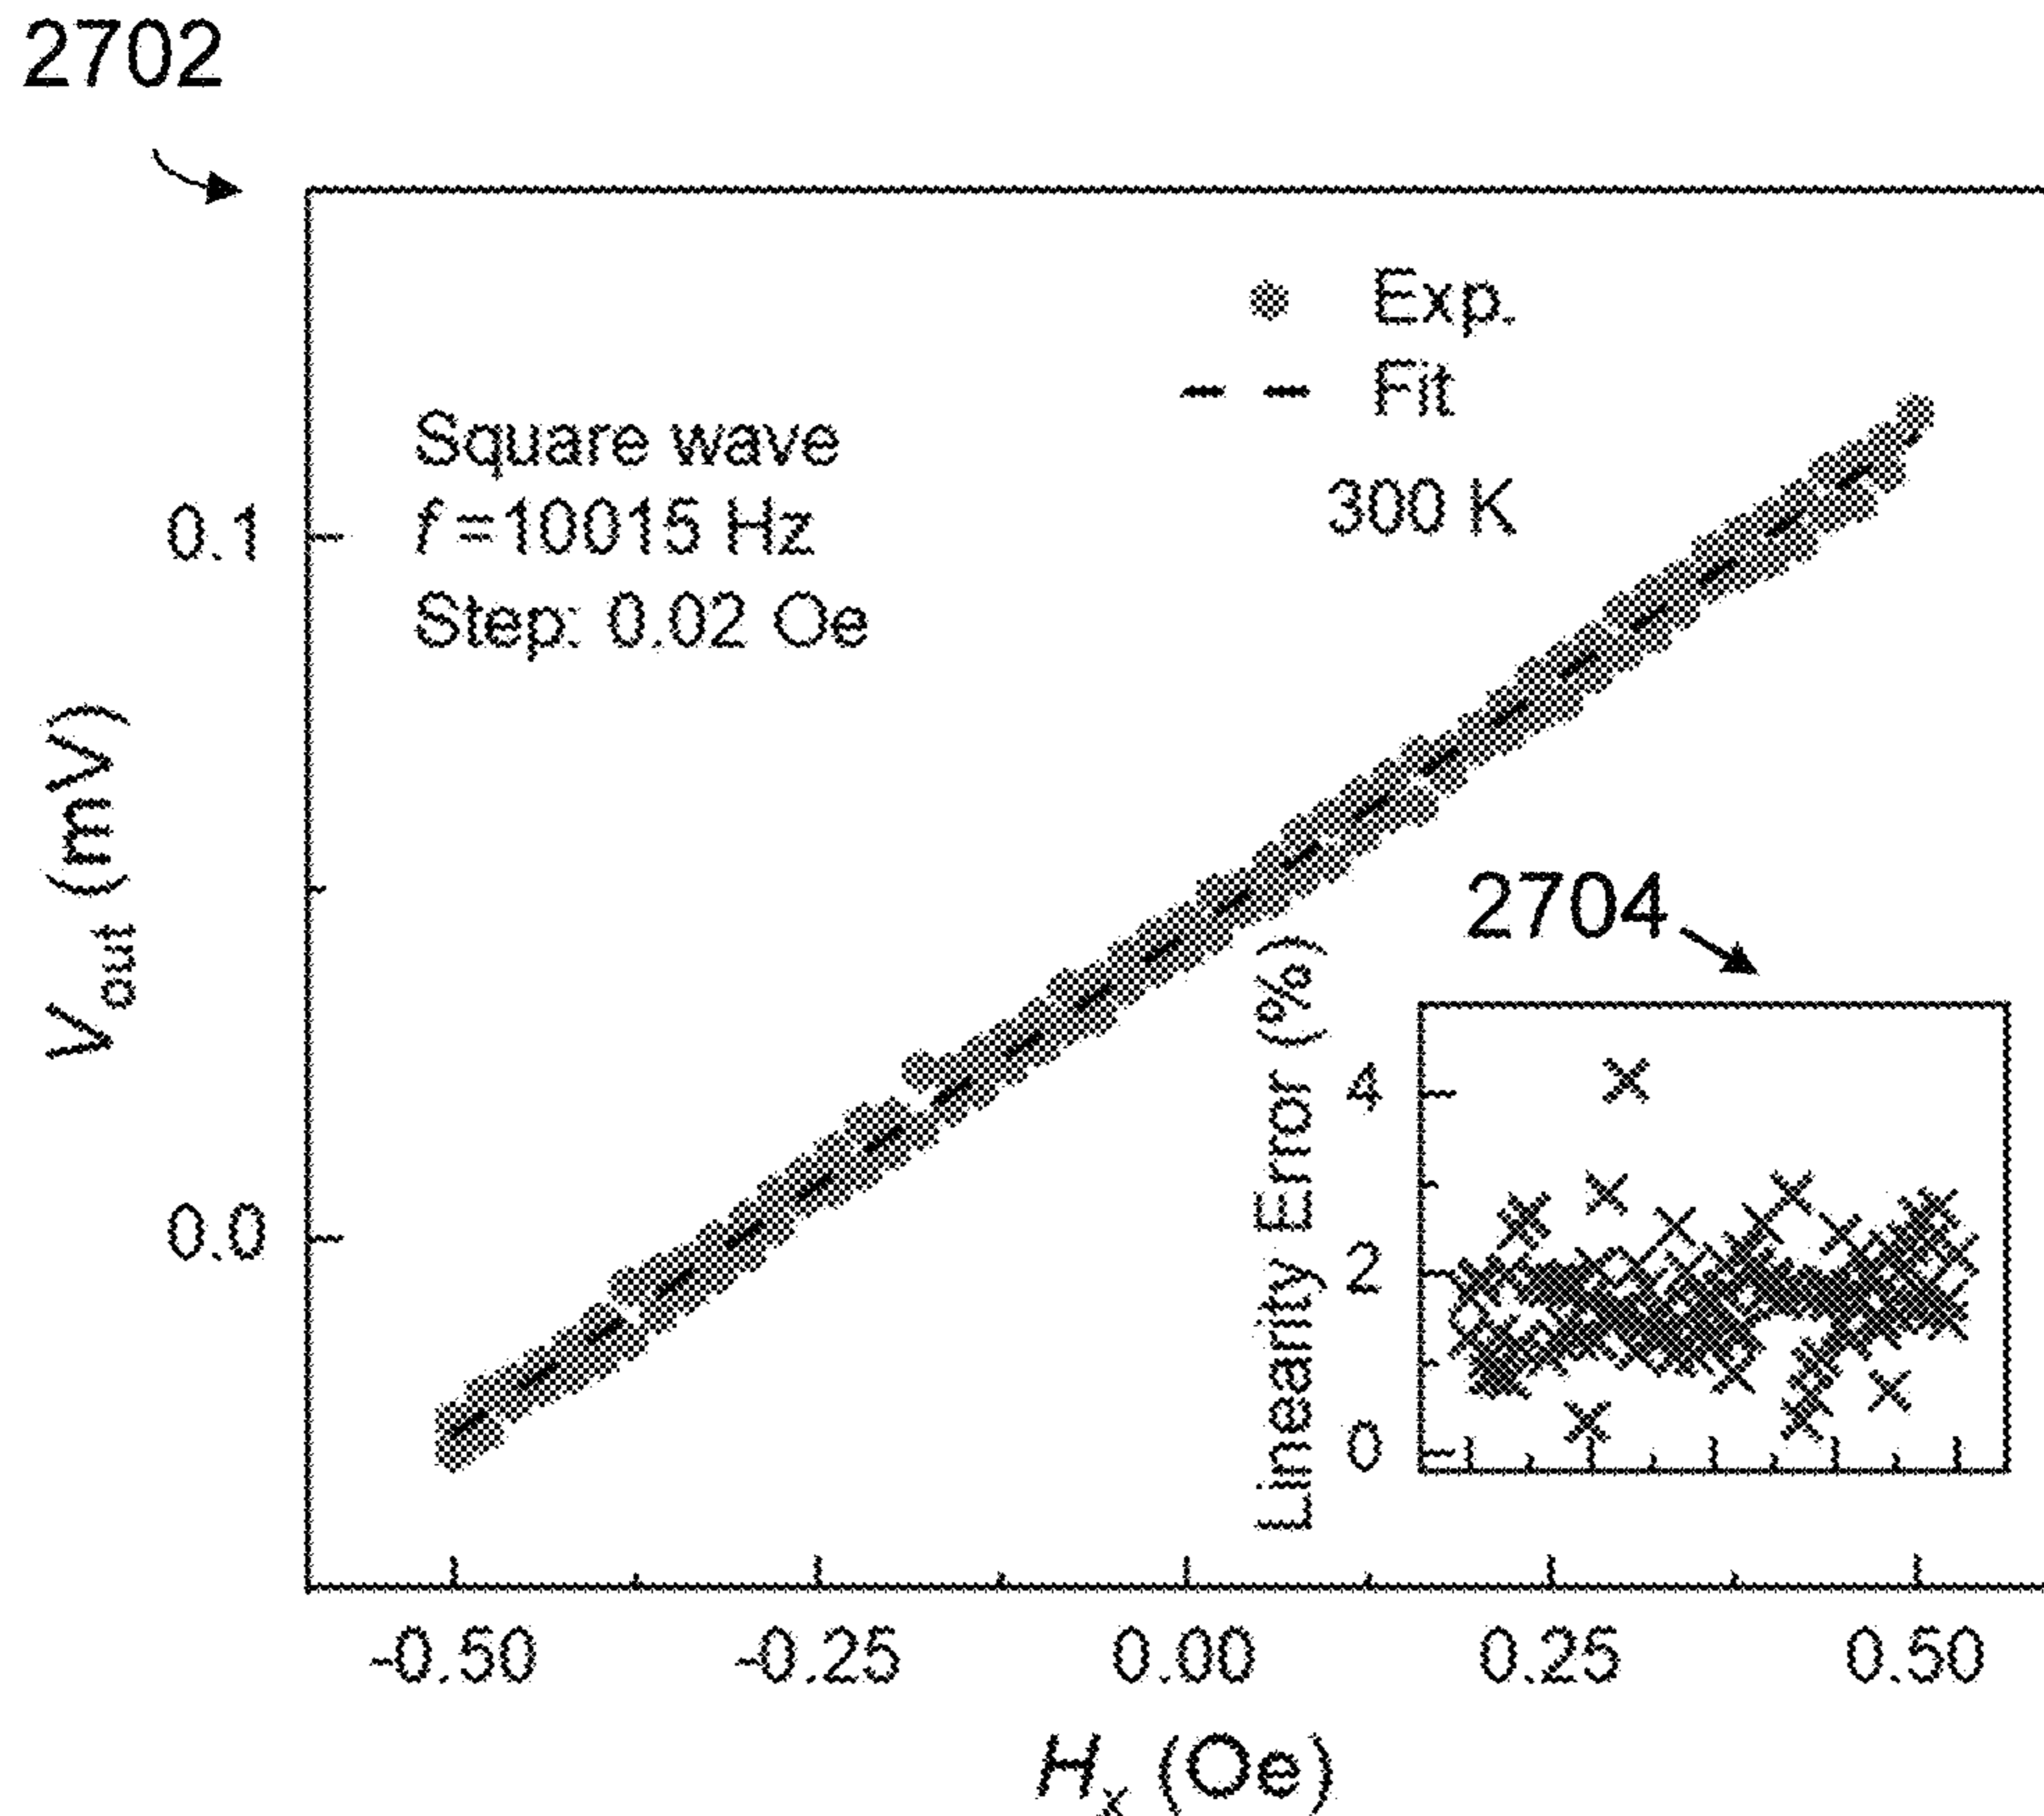 2702
Exp.
Fit
300 K
Square wave
f=10015 Hz
Step: 0.02 Oe
0.1
0.0
Vout (mV)
2704
Linearity Error (%)
4
2
0
-0.50 -0.25 0.00 0.25 0.50
Hx (Oe)